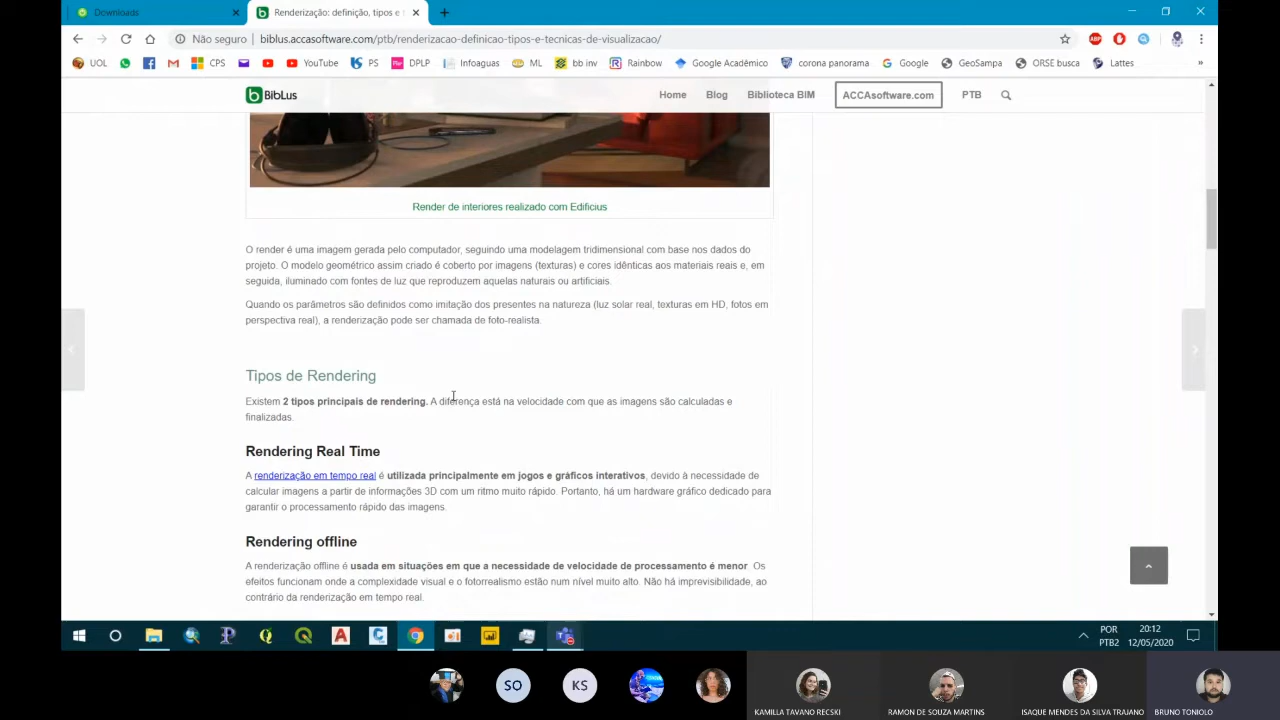 Downloads
Renderização: definição, tipos e t
Não seguro
biblus.accasoftware.com/ptb/renderizacao-definicao-tipos-e-tecnicas-de-visualizacao/
ABP
UOL
CPS
YouTube
PS
DPLP
Infoaguas
ML
bb inv
Rainbow
Google Acadêmico
corona panorama
Google
GeoSampa
ORSE busca
Lattes
»
BibLus
Home
Blog
Biblioteca BIM
ACCAsoftware.com
PTB
Render de interiores realizado com Edificius
O render é uma imagem gerada pelo computador, seguindo uma modelagem tridimensional com base nos dados do
projeto. O modelo geométrico assim criado é coberto por imagens (texturas) e cores idênticas aos materiais reais e, em
seguida, iluminado com fontes de luz que reproduzem aquelas naturais ou artificiais.
Quando os parâmetros são definidos como imitação dos presentes na natureza (luz solar real, texturas em HD, fotos em
perspectiva real), a renderização pode ser chamada de foto-realista.
Tipos de Rendering
Existem 2 tipos principais de rendering. A diferença está na velocidade com que as imagens são calculadas e
finalizadas.
Rendering Real Time
A renderização em tempo real é utilizada principalmente em jogos e gráficos interativos, devido à necessidade de
calcular imagens a partir de informações 3D com um ritmo muito rápido. Portanto, há um hardware gráfico dedicado para
garantir o processamento rápido das imagens.
Rendering offline
A renderização offline é usada em situações em que a necessidade de velocidade de processamento é menor. Os
efeitos funcionam onde a complexidade visual e o fotorrealismo estão num nível muito alto. Não há imprevisibilidade, ao
contrário da renderização em tempo real.
POR
PTB2
20:12
12/05/2020
SO
KS
KAMILLA TAVANO RECSKI
RAMON DE SOUZA MARTINS
ISAQUE MENDES DA SILVA TRAJANO
BRUNO TONIOLO